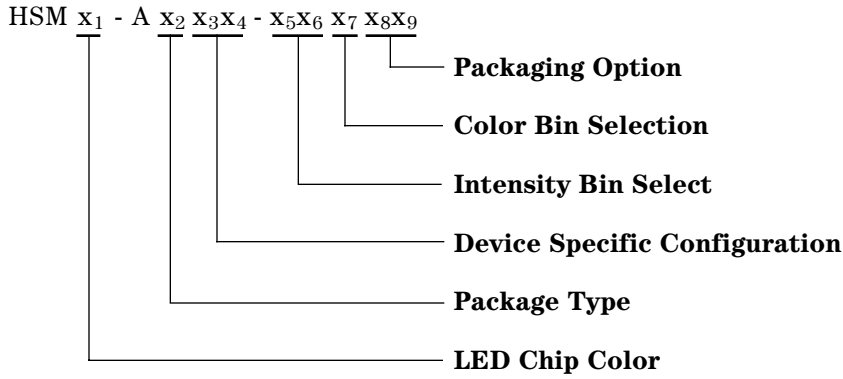 HSM x₁ - A x₂ x₃x₄ - x₅x₆ x₇ x₈x₉
Packaging Option
Color Bin Selection
Intensity Bin Select
Device Specific Configuration
Package Type
LED Chip Color